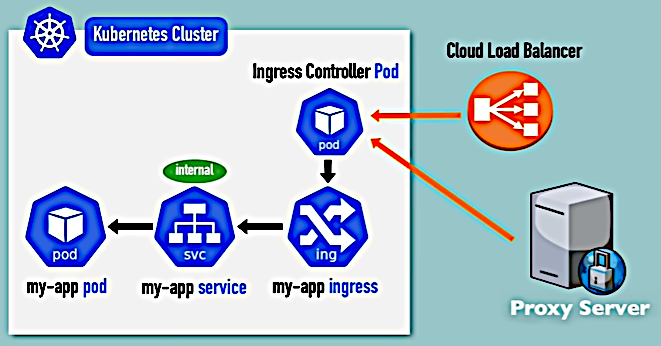 Kubernetes Cluster
Cloud Load Balancer
Ingress Controller Pod
pod
internal
pod
svc
ing
my-app pod
my-app service
my-app ingress
Proxy Server